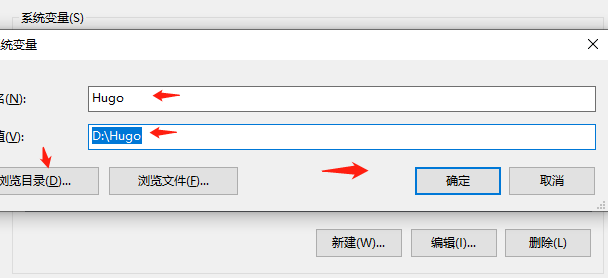 系统变量(S)
统变量
名(N):
Hugo
值(V):
D:\Hugo
浏览目录(D)...
浏览文件(F)...
确定
取消
新建(W)...
编辑(I)...
删除(L)